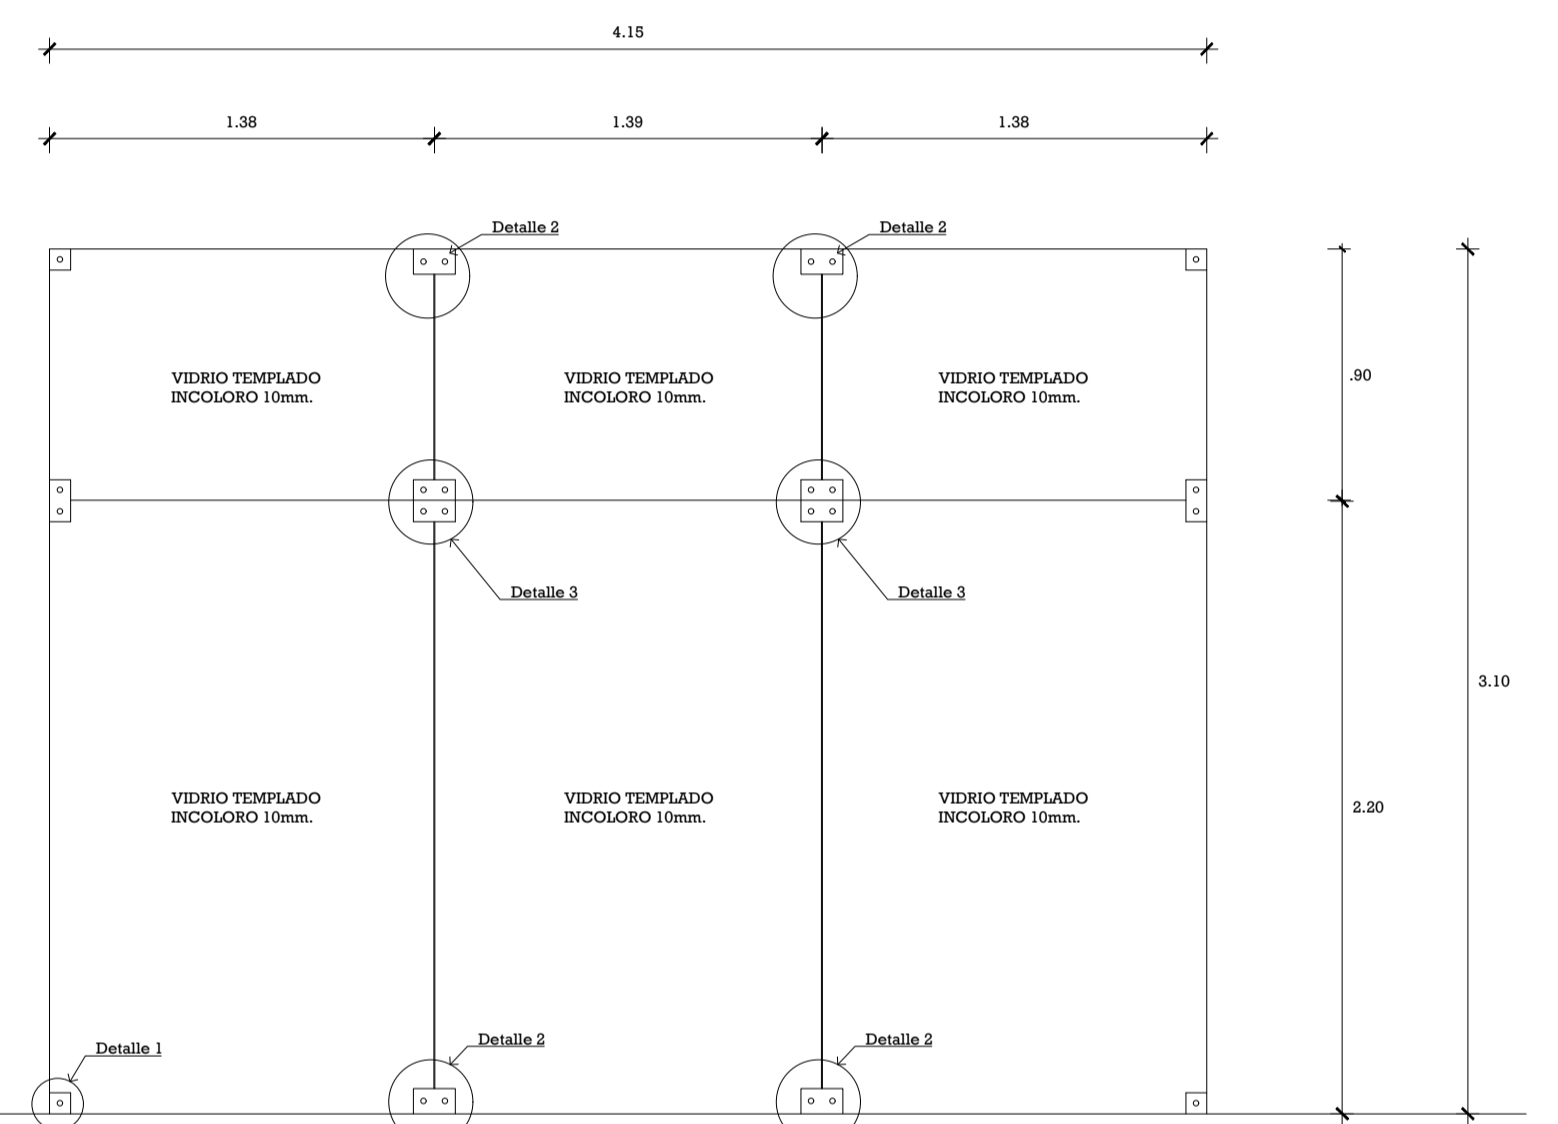 4.15
1.38
1.39
1.38
Detalle 2
Detalle 2
VIDRIO TEMPLADO
INCOLORO 10mm.
VIDRIO TEMPLADO
INCOLORO 10mm.
VIDRIO TEMPLADO
INCOLORO 10mm.
.90
Detalle 3
Detalle 3
3.10
VIDRIO TEMPLADO
INCOLORO 10mm.
VIDRIO TEMPLADO
INCOLORO 10mm.
VIDRIO TEMPLADO
INCOLORO 10mm.
2.20
Detalle 1
Detalle 2
Detalle 2